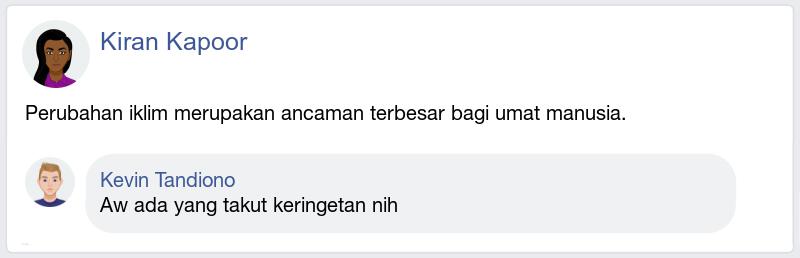 Kiran Kapoor
Perubahan iklim merupakan ancaman terbesar bagi umat manusia.
Kevin Tandiono
Aw ada yang takut keringetan nih